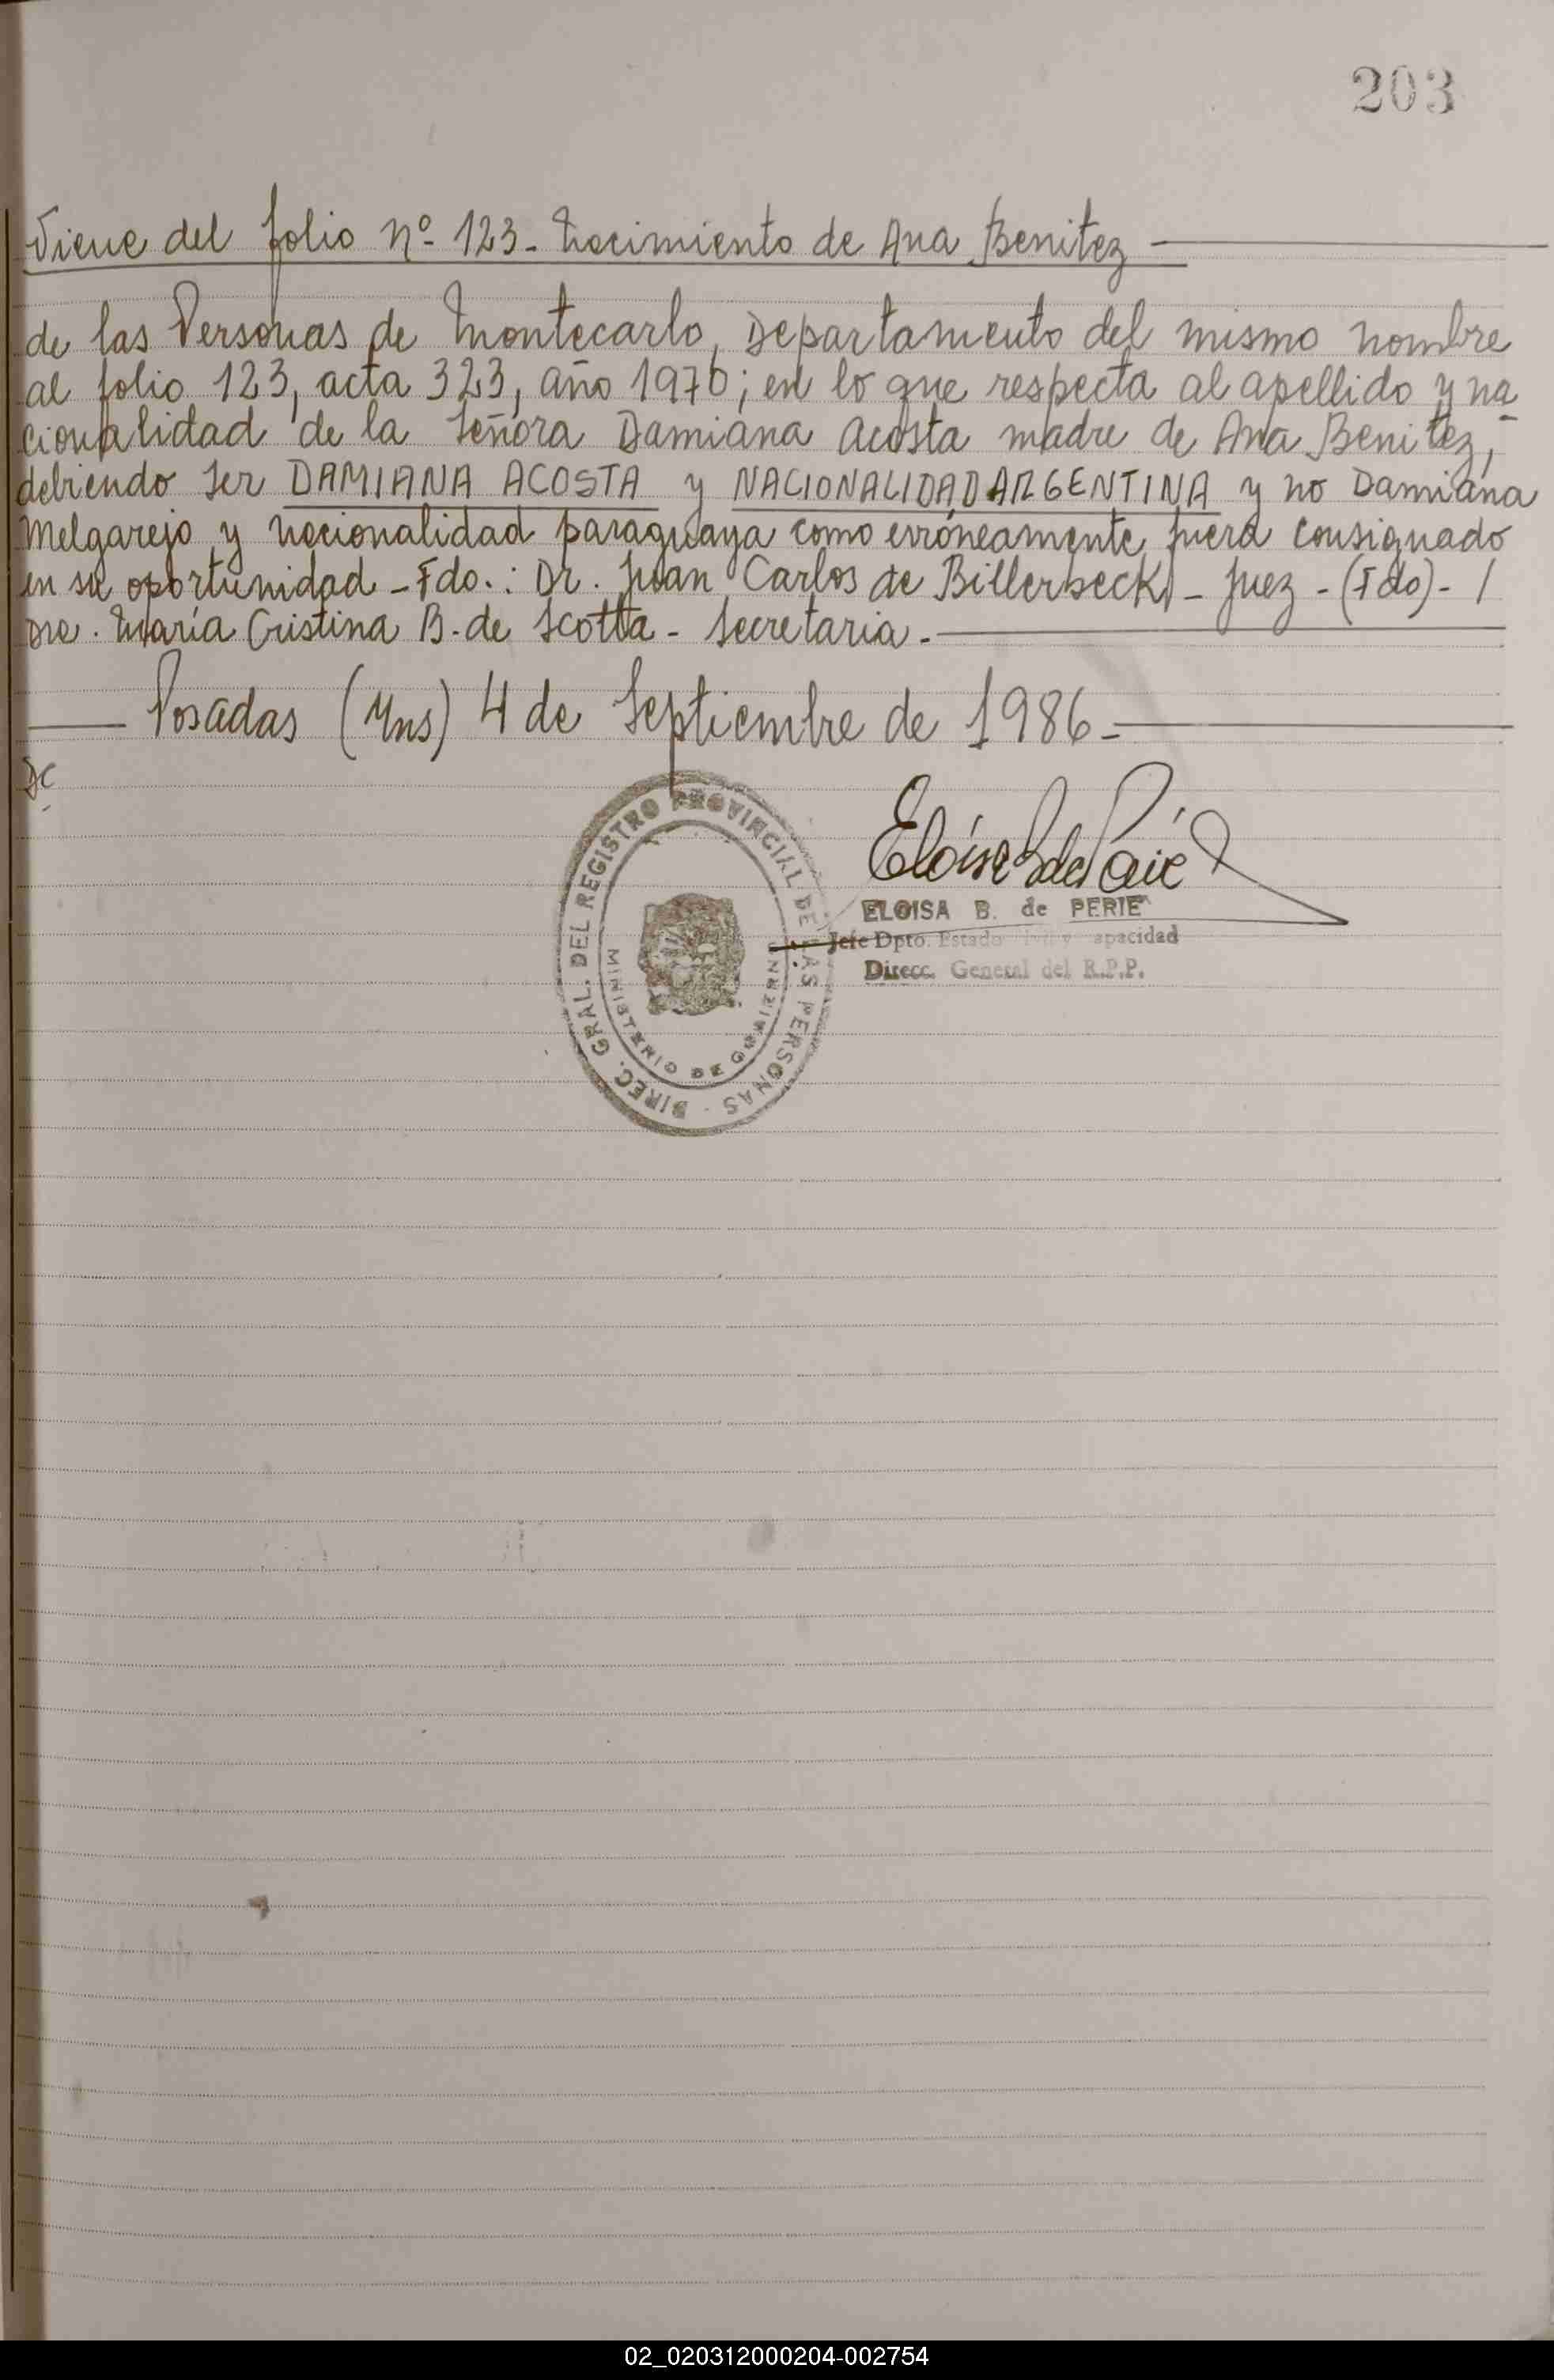 203
Viene del folio Nº 123 - Nacimiento de Ana Benitez
de las Personas de Montecarlo, Departamento del mismo nombre
al folio 123, acta 323, año 1970; en lo que respecta al apellido y na
cionalidad de la Señora Damiana Acosta madre de Ana Benitez,
debiendo ser DAMIANA ACOSTA y NACIONALIDAD ARGENTINA y no Damiana
Melgarejo y nacionalidad paraguaya como erróneamente fuera consignado
en su oportunidad - Fdo.: Dr. Juan Carlos de Billerbeck - Juez - (Fdo) - /
Dra. María Cristina B. de Scotta - Secretaria.
Posadas (Mns) 4 de Septiembre de 1986 -
DC
DIREC. GRAL. DEL REGISTRO PROVINCIAL DE LAS PERSONAS
MINISTERIO DE GOBIERNO
ELOISA B. de PERIE
Jefe Dpto. Estado Civil y Capacidad
Direcc. General del R.P.P.
02_020312000204-002754